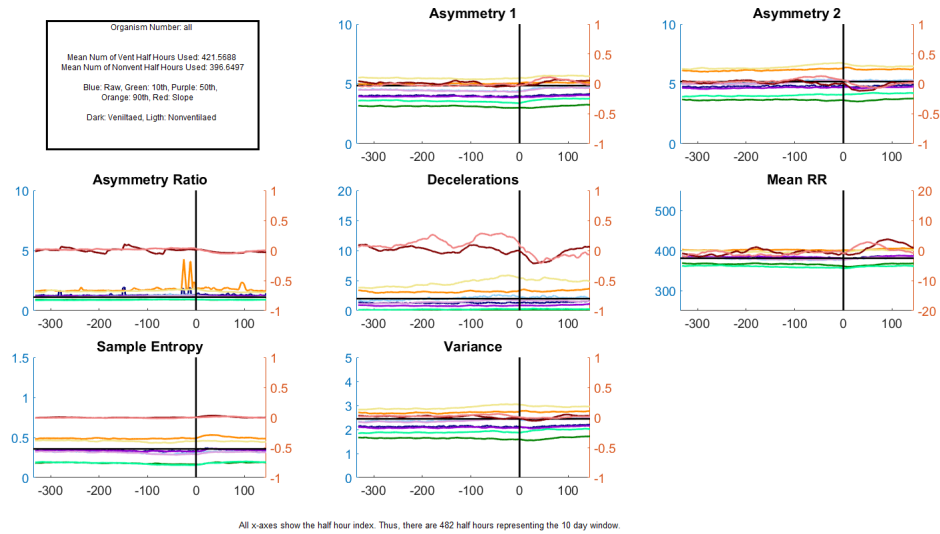 Organism Number: all
Mean Num of Vent Half Hours Used: 421.5688
Mean Num of Nonvent Half Hours Used: 396.6497
Blue: Raw, Green: 10th, Purple: 50th,
Orange: 90th, Red: Slope
Dark: Veniltaed, Ligth: Nonventilaed
Asymmetry 1
10
5
0
1
0.5
0
-0.5
-1
-300 -200 -100 0 100
Asymmetry 2
10
5
0
1
0.5
0
-0.5
-1
-300 -200 -100 0 100
Asymmetry Ratio
10
5
0
1
0.5
0
-0.5
-1
-300 -200 -100 0 100
Decelerations
20
15
10
5
0
1
0.5
0
-0.5
-1
-300 -200 -100 0 100
Mean RR
500
400
300
20
10
0
-10
-20
-300 -200 -100 0 100
Sample Entropy
1.5
1
0.5
0
1
0.5
0
-0.5
-1
-300 -200 -100 0 100
Variance
5
4
3
2
1
0
1
0.5
0
-0.5
-1
-300 -200 -100 0 100
All x-axes show the half hour index. Thus, there are 482 half hours representing the 10 day window.